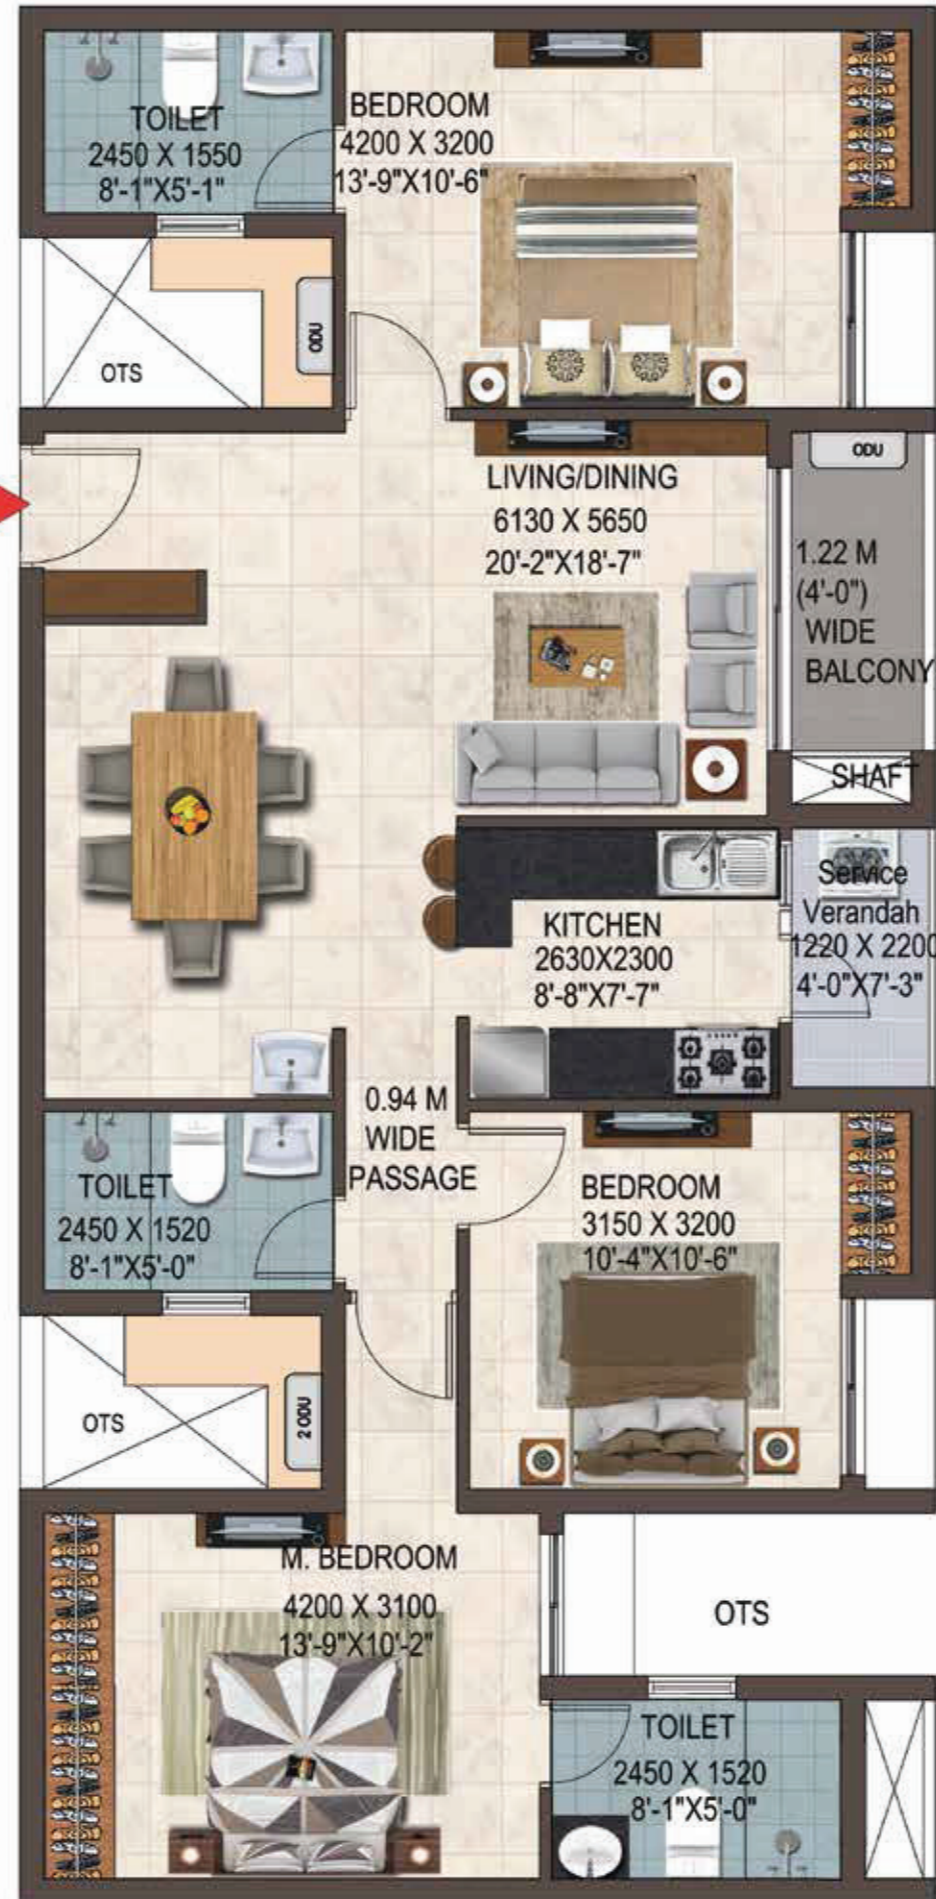 TOILET
2450 X 1550
8'-1"X5'-1"
BEDROOM
4200 X 3200
13'-9"X10'-6"
OTS
ODU
LIVING/DINING
6130 X 5650
20'-2"X18'-7"
ODU
1.22 M
(4'-0")
WIDE
BALCONY
SHAFT
KITCHEN
2630X2300
8'-8"X7'-7"
Service
Verandah
1220 X 2200
4'-0"X7'-3"
0.94 M
WIDE
PASSAGE
TOILET
2450 X 1520
8'-1"X5'-0"
BEDROOM
3150 X 3200
10'-4"X10'-6"
OTS
2 ODU
M. BEDROOM
4200 X 3100
13'-9"X10'-2"
OTS
TOILET
2450 X 1520
8'-1"X5'-0"